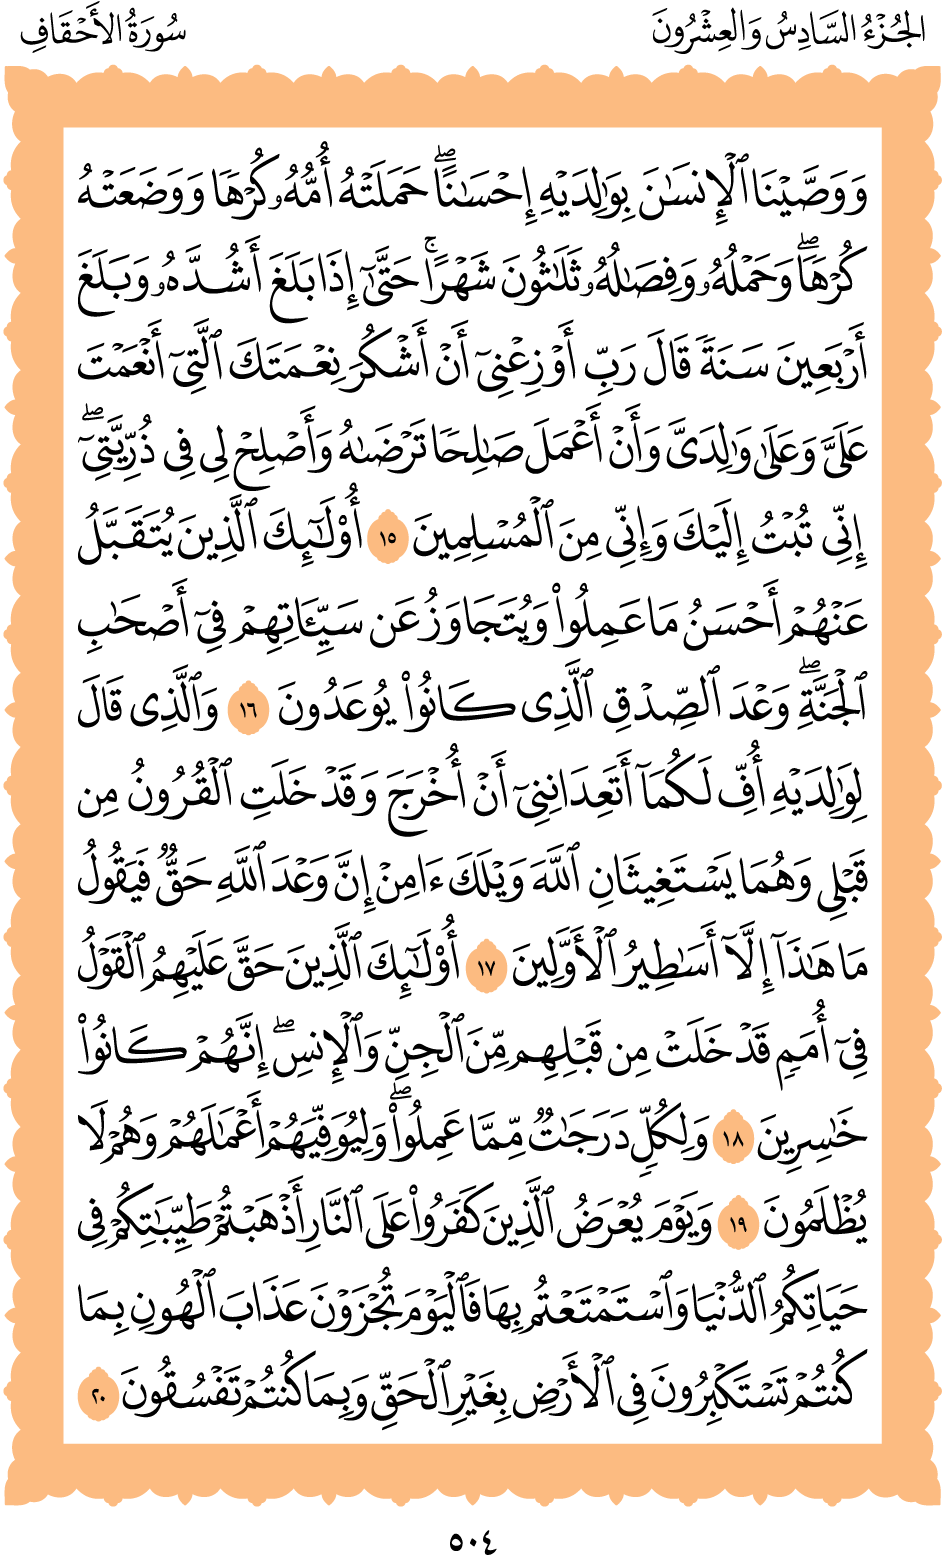 الجُزْءُ السَّادِسُ وَالعِشْرُونَ
سُورَةُ الأَحْقَافِ
وَوَصَّيْنَا ٱلْإِنسَٰنَ بِوَٰلِدَيْهِ إِحْسَٰنًاۖ حَمَلَتْهُ أُمُّهُۥ كُرْهًا وَوَضَعَتْهُ
كُرْهًاۖ وَحَمْلُهُۥ وَفِصَٰلُهُۥ ثَلَٰثُونَ شَهْرًاۚ حَتَّىٰٓ إِذَا بَلَغَ أَشُدَّهُۥ وَبَلَغَ
أَرْبَعِينَ سَنَةً قَالَ رَبِّ أَوْزِعْنِىٓ أَنْ أَشْكُرَ نِعْمَتَكَ ٱلَّتِىٓ أَنْعَمْتَ
عَلَىَّ وَعَلَىٰ وَٰلِدَىَّ وَأَنْ أَعْمَلَ صَٰلِحًا تَرْضَىٰهُ وَأَصْلِحْ لِى فِى ذُرِّيَّتِىٓۖ
إِنِّى تُبْتُ إِلَيْكَ وَإِنِّى مِنَ ٱلْمُسْلِمِينَ ١٥ أُو۟لَٰٓئِكَ ٱلَّذِينَ يُتَقَبَّلُ
عَنْهُمْ أَحْسَنُ مَا عَمِلُوا۟ وَيُتَجَاوَزُ عَن سَيِّـَٔاتِهِمْ فِىٓ أَصْحَٰبِ
ٱلْجَنَّةِۖ وَعْدَ ٱلصِّدْقِ ٱلَّذِى كَانُوا۟ يُوعَدُونَ ١٦ وَٱلَّذِى قَالَ
لِوَٰلِدَيْهِ أُفٍّ لَّكُمَآ أَتَعِدَانِنِىٓ أَنْ أُخْرَجَ وَقَدْ خَلَتِ ٱلْقُرُونُ مِن
قَبْلِى وَهُمَا يَسْتَغِيثَانِ ٱللَّهَ وَيْلَكَ ءَامِنْ إِنَّ وَعْدَ ٱللَّهِ حَقٌّ فَيَقُولُ
مَا هَٰذَآ إِلَّآ أَسَٰطِيرُ ٱلْأَوَّلِينَ ١٧ أُو۟لَٰٓئِكَ ٱلَّذِينَ حَقَّ عَلَيْهِمُ ٱلْقَوْلُ
فِىٓ أُمَمٍ قَدْ خَلَتْ مِن قَبْلِهِم مِّنَ ٱلْجِنِّ وَٱلْإِنسِۖ إِنَّهُمْ كَانُوا۟
خَٰسِرِينَ ١٨ وَلِكُلٍّ دَرَجَٰتٌ مِّمَّا عَمِلُوا۟ۖ وَلِيُوَفِّيَهُمْ أَعْمَٰلَهُمْ وَهُمْ لَا
يُظْلَمُونَ ١٩ وَيَوْمَ يُعْرَضُ ٱلَّذِينَ كَفَرُوا۟ عَلَى ٱلنَّارِ أَذْهَبْتُمْ طَيِّبَٰتِكُمْ فِى
حَيَاتِكُمُ ٱلدُّنْيَا وَٱسْتَمْتَعْتُم بِهَا فَٱلْيَوْمَ تُجْزَوْنَ عَذَابَ ٱلْهُونِ بِمَا
كُنتُمْ تَسْتَكْبِرُونَ فِى ٱلْأَرْضِ بِغَيْرِ ٱلْحَقِّ وَبِمَا كُنتُمْ تَفْسُقُونَ ٢٠
٥٠٤